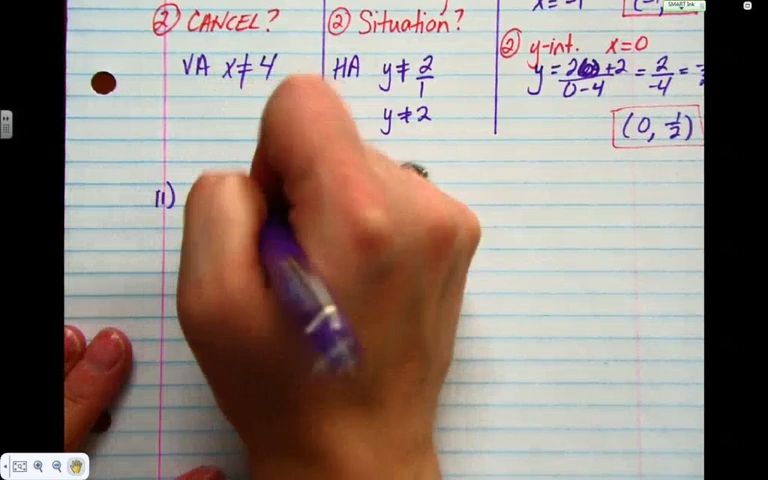 ② CANCEL?
VA x≠4
② Situation?
HA y≠ 2/1
y≠2
x=-1
② y-int. x=0
y = 2(0)+2 / 0-4 = 2/-4 =
(0, 1/2)
11)
SMART Ink